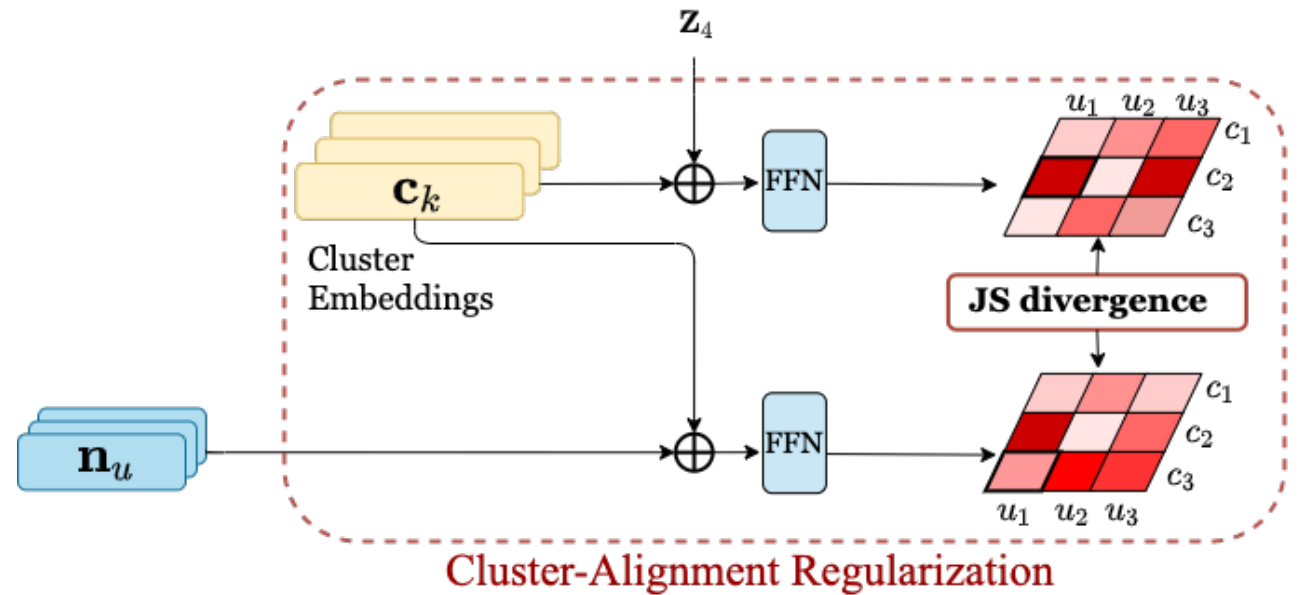 z₄
u₁ u₂ u₃
c₁
cₖ
FFN
c₂
c₃
Cluster
Embeddings
JS divergence
c₁
nᵤ
FFN
c₂
c₃
u₁ u₂ u₃
Cluster-Alignment Regularization